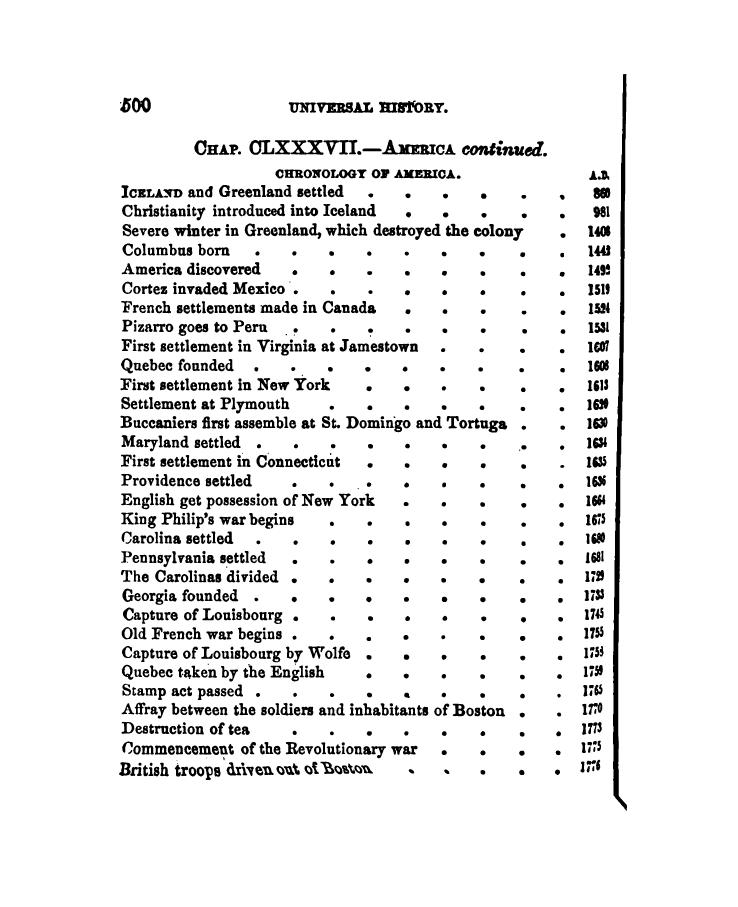 500 UNIVERSAL HISTORY.
CHAP. CLXXXVII.—AMERICA continued.
CHRONOLOGY OF AMERICA. A.D.
ICELAND and Greenland settled . . . . . . 860
Christianity introduced into Iceland . . . . . 981
Severe winter in Greenland, which destroyed the colony . 1408
Columbus born . . . . . . . . . 1443
America discovered . . . . . . . . 1492
Cortez invaded Mexico . . . . . . . . 1519
French settlements made in Canada . . . . . 1524
Pizarro goes to Peru . . . . . . . . 1531
First settlement in Virginia at Jamestown . . . . 1607
Quebec founded . . . . . . . . . 1608
First settlement in New York . . . . . . 1613
Settlement at Plymouth . . . . . . . 1620
Buccaniers first assemble at St. Domingo and Tortuga . . 1630
Maryland settled . . . . . . . . . 1634
First settlement in Connecticut . . . . . . 1635
Providence settled . . . . . . . . 1636
English get possession of New York . . . . . 1664
King Philip's war begins . . . . . . . 1675
Carolina settled . . . . . . . . . 1680
Pennsylvania settled . . . . . . . . 1681
The Carolinas divided . . . . . . . . 1729
Georgia founded . . . . . . . . . 1733
Capture of Louisbourg . . . . . . . . 1745
Old French war begins . . . . . . . . 1755
Capture of Louisbourg by Wolfe . . . . . .
Quebec taken by the English . . . . . . 1759
Stamp act passed . . . . . . . . . 1765
Affray between the soldiers and inhabitants of Boston . . 1770
Destruction of tea . . . . . . . . 1773
Commencement of the Revolutionary war . . . . 1775
British troops driven out of Boston . . . . . 1776